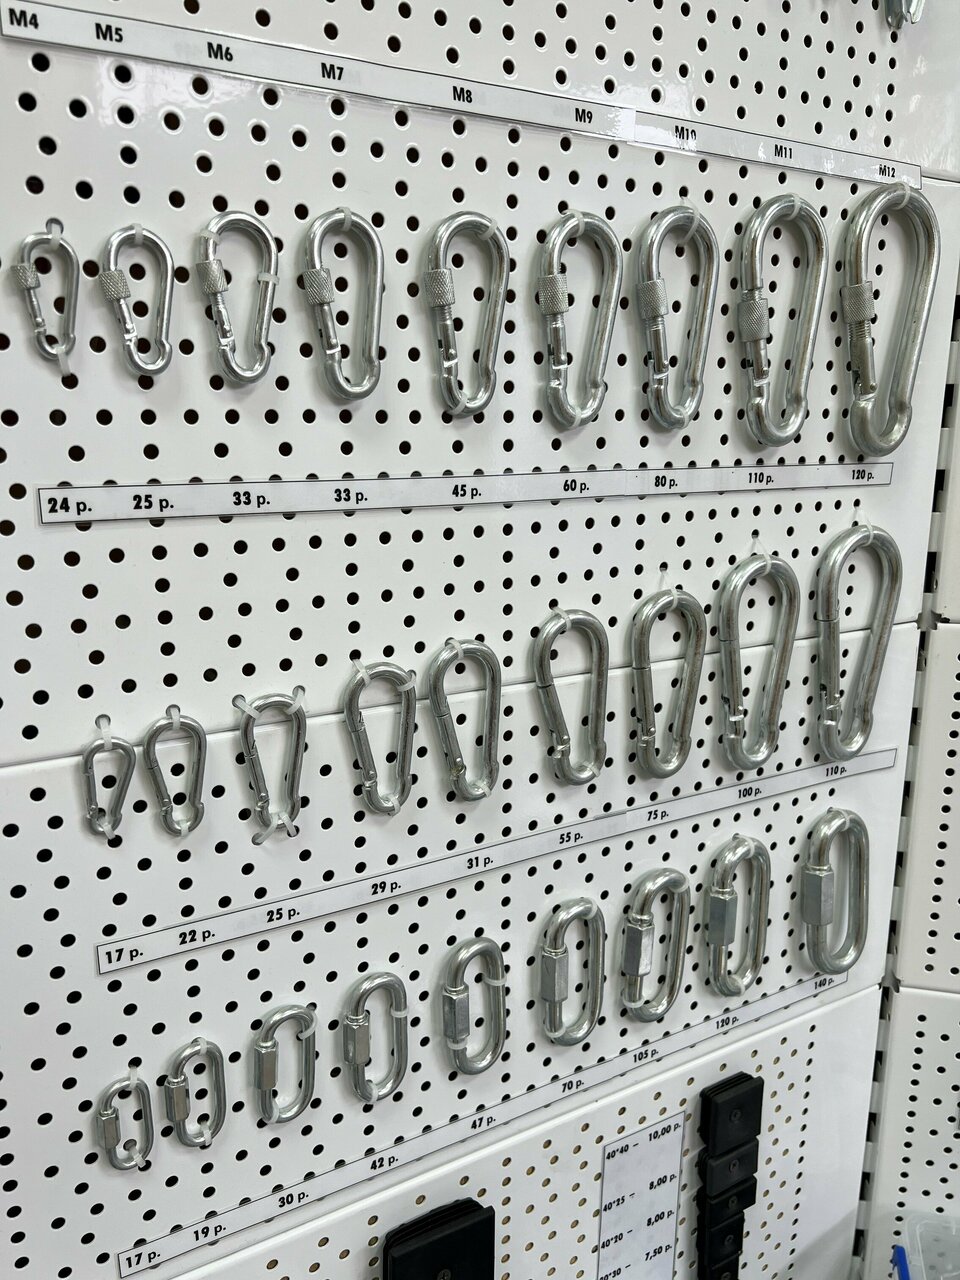 M4 M5 M6 M7 M8 M9 M10 M11 M12
24 р. 25 р. 33 р. 33 р. 45 р. 60 р. 80 р. 110 р. 120 р.
17 р. 22 р. 25 р. 29 р. 31 р. 55 р. 75 р. 100 р. 110 р.
17 р. 19 р. 30 р. 42 р. 47 р. 70 р. 105 р. 120 р. 140 р.
40*40 – 10,00 р.
40*25 – 8,00 р.
40*20 – 8,00 р.
7,50 р.